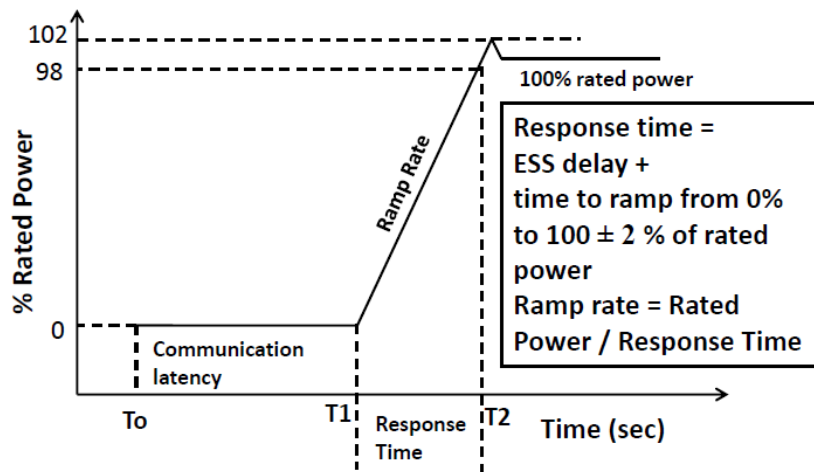 102
98
0
% Rated Power
Ramp Rate
100% rated power
Response time =
ESS delay +
time to ramp from 0%
to 100 ± 2 % of rated
power
Ramp rate = Rated
Power / Response Time
Communication
latency
To
T1
Response
Time
T2
Time (sec)